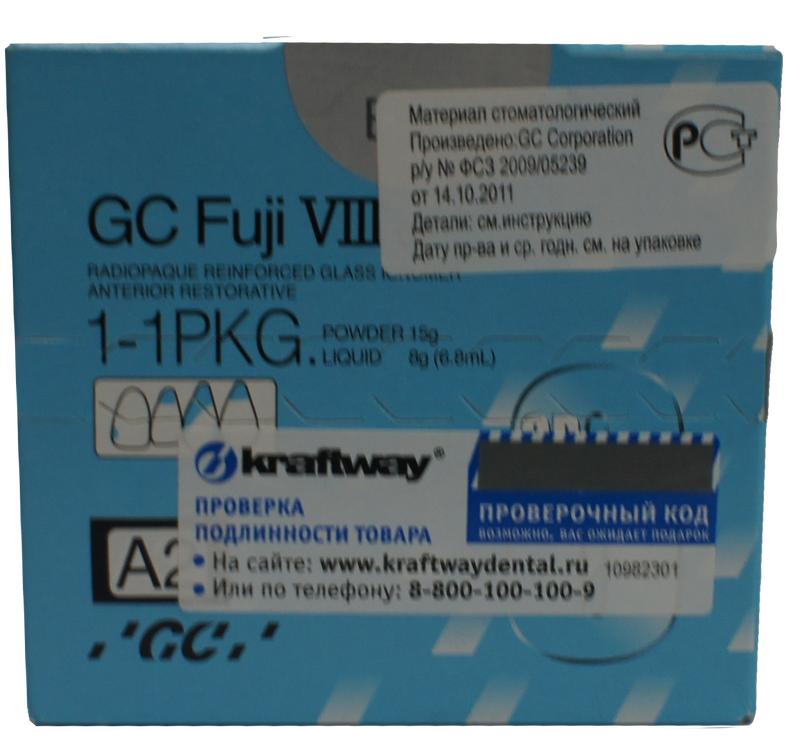 Материал стоматологический
Произведено:GC Corporation
р/у № ФСЗ 2009/05239
от 14.10.2011
Детали: см.инструкцию
Дату пр-ва и ср. годн. см. на упаковке
РСТ
GC Fuji VIII
RADIOPAQUE REINFORCED GLASS IONOMER
ANTERIOR RESTORATIVE
1-1PKG. POWDER 15g
LIQUID 8g (6.8mL)
kraftway®
ПРОВЕРКА
ПОДЛИННОСТИ ТОВАРА
ПРОВЕРОЧНЫЙ КОД
ВОЗМОЖНО, ВАС ОЖИДАЕТ ПОДАРОК
• На сайте: www.kraftwaydental.ru 10982301
• Или по телефону: 8-800-100-100-9
A2
GC